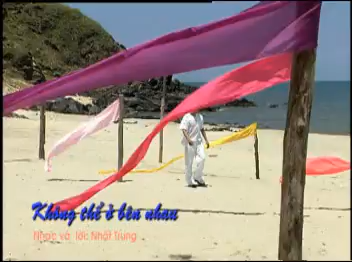 Không thể ở bên nhau
Nhạc và lời: Nhật Trung